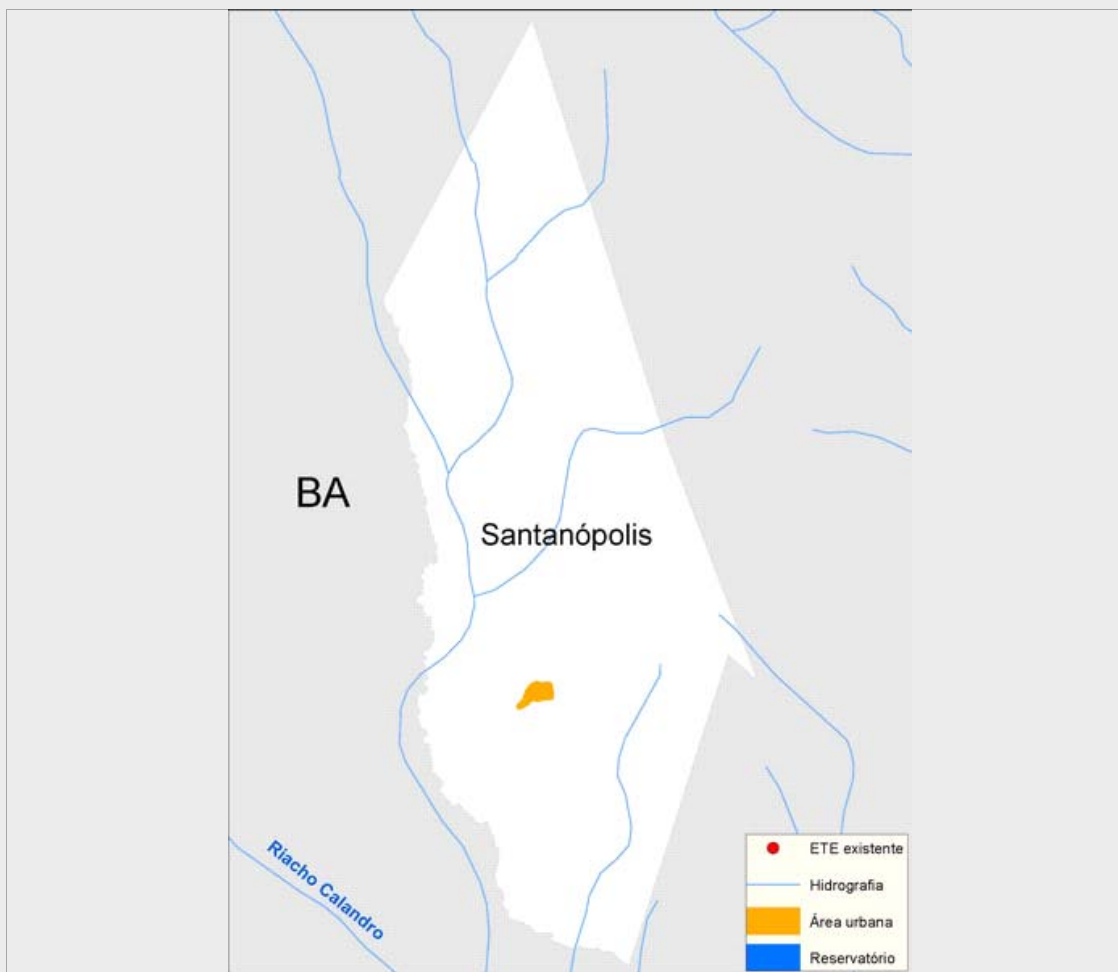 BA
Santanópolis
Riacho Calandro
ETE existente
Hidrografia
Área urbana
Reservatório